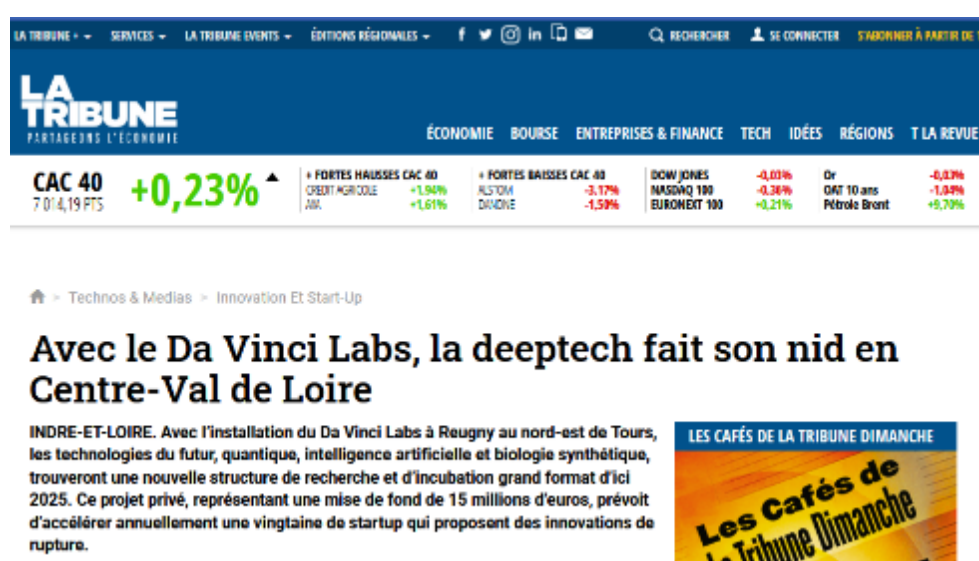 LA TRIBUNE + SERVICES LA TRIBUNE EVENTS ÉDITIONS RÉGIONALES RECHERCHER SE CONNECTER S'ABONNER À PARTIR DE
LA
TRIBUNE
PARTAGEONS L'ÉCONOMIE
ÉCONOMIE BOURSE ENTREPRISES & FINANCE TECH IDÉES RÉGIONS T LA REVUE
CAC 40
7 014,19 PTS
+0,23%
+ FORTES HAUSSES CAC 40
CREDIT AGRICOLE +1.94%
AXA +1,61%
+ FORTES BAISSES CAC 40
ALSTOM -3,17%
DANONE -1,50%
DOW JONES -0,03%
NASDAQ 100 -0.36%
EURONEXT 100 +0,21%
Or -0,03%
OAT 10 ans -1.04%
Pétrole Brent +9,70%
> Technos & Medias > Innovation Et Start-Up
Avec le Da Vinci Labs, la deeptech fait son nid en
Centre-Val de Loire
INDRE-ET-LOIRE. Avec l'installation du Da Vinci Labs à Reugny au nord-est de Tours,
les technologies du futur, quantique, intelligence artificielle et biologie synthétique,
trouveront une nouvelle structure de recherche et d'incubation grand format d'ici
2025. Ce projet privé, représentant une mise de fond de 15 millions d'euros, prévoit
d'accélérer annuellement une vingtaine de startup qui proposent des innovations de
rupture.
LES CAFÉS DE LA TRIBUNE DIMANCHE
Les Cafés de
la Tribune Dimanche